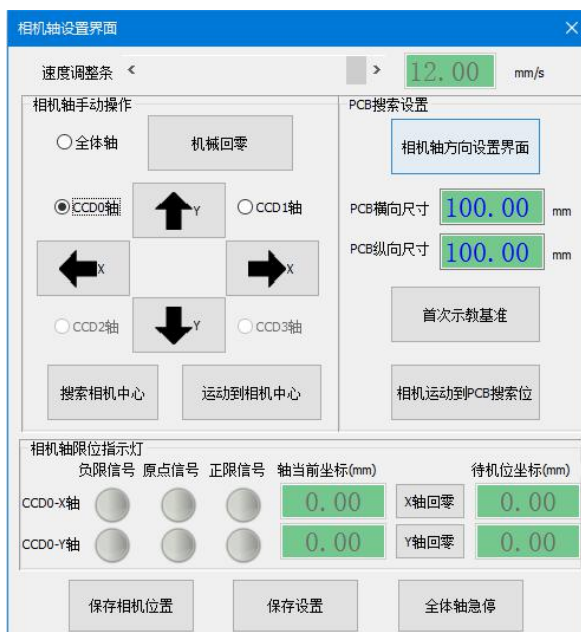 相机轴设置界面
速度调整条 12.00 mm/s
相机轴手动操作
全体轴 机械回零
CCD0轴 Y CCD1轴
X X
CCD2轴 Y CCD3轴
搜索相机中心 运动到相机中心
PCB搜索设置
相机轴方向设置界面
PCB横向尺寸 100.00 mm
PCB纵向尺寸 100.00 mm
首次示教基准
相机运动到PCB搜索位
相机轴限位指示灯
负限信号 原点信号 正限信号 轴当前坐标(mm) 待机位坐标(mm)
CCD0-X轴 0.00 X轴回零 0.00
CCD0-Y轴 0.00 Y轴回零 0.00
保存相机位置 保存设置 全体轴急停